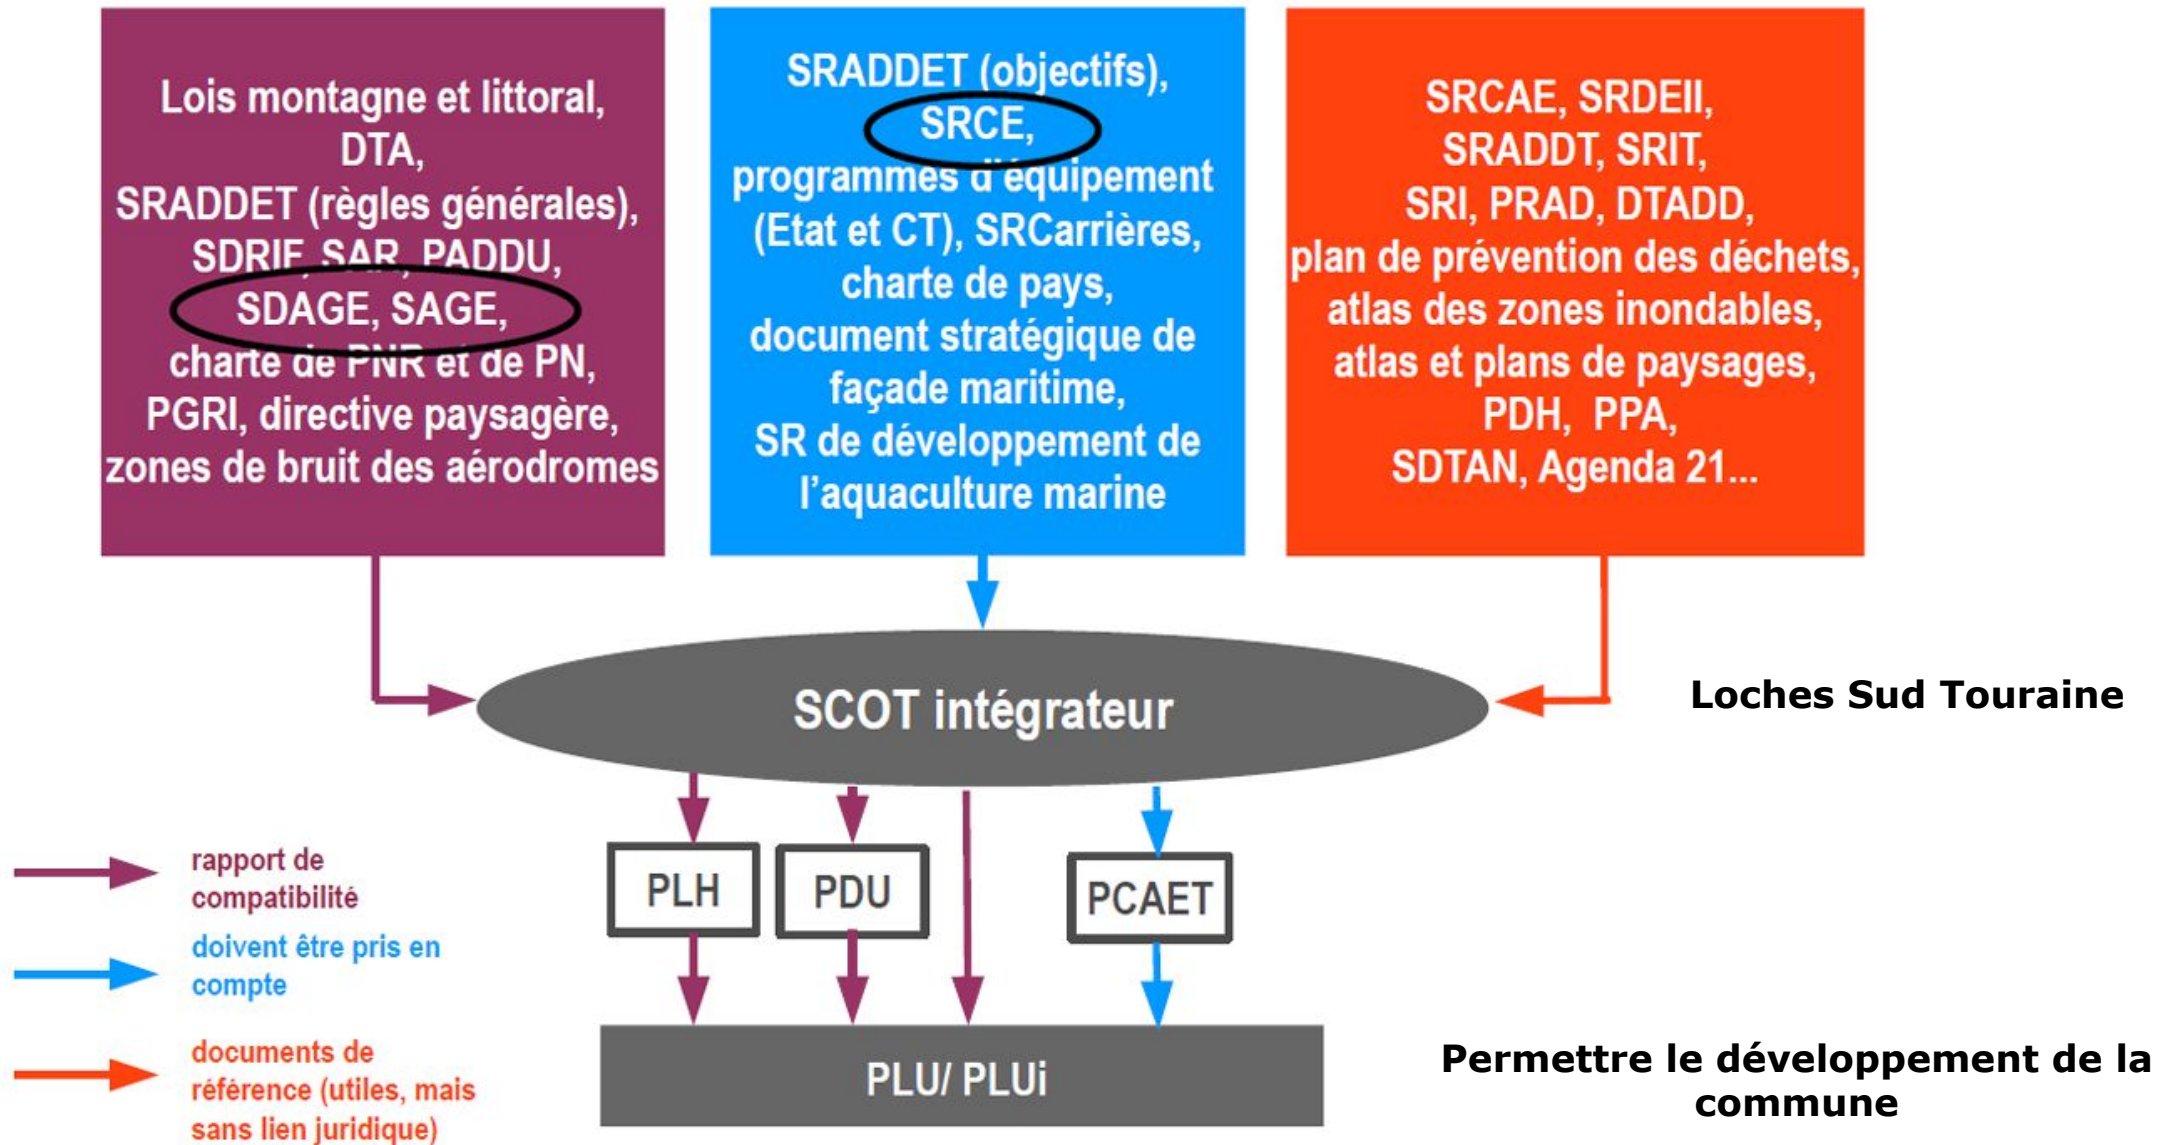 Lois montagne et littoral,
DTA,
SRADDET (règles générales),
SDRIF, SAR, PADDU,
SDAGE, SAGE,
charte de PNR et de PN,
PGRI, directive paysagère,
zones de bruit des aérodromes
SRADDET (objectifs),
SRCE,
programmes d'équipement
(Etat et CT), SRCarrières,
charte de pays,
document stratégique de
façade maritime,
SR de développement de
l'aquaculture marine
SRCAE, SRDEII,
SRADDT, SRIT,
SRI, PRAD, DTADD,
plan de prévention des déchets,
atlas des zones inondables,
atlas et plans de paysages,
PDH, PPA,
SDTAN, Agenda 21...
SCOT intégrateur
Loches Sud Touraine
PLH
PDU
PCAET
rapport de
compatibilité
doivent être pris en
compte
documents de
référence (utiles, mais
sans lien juridique)
PLU/ PLUi
Permettre le développement de la
commune